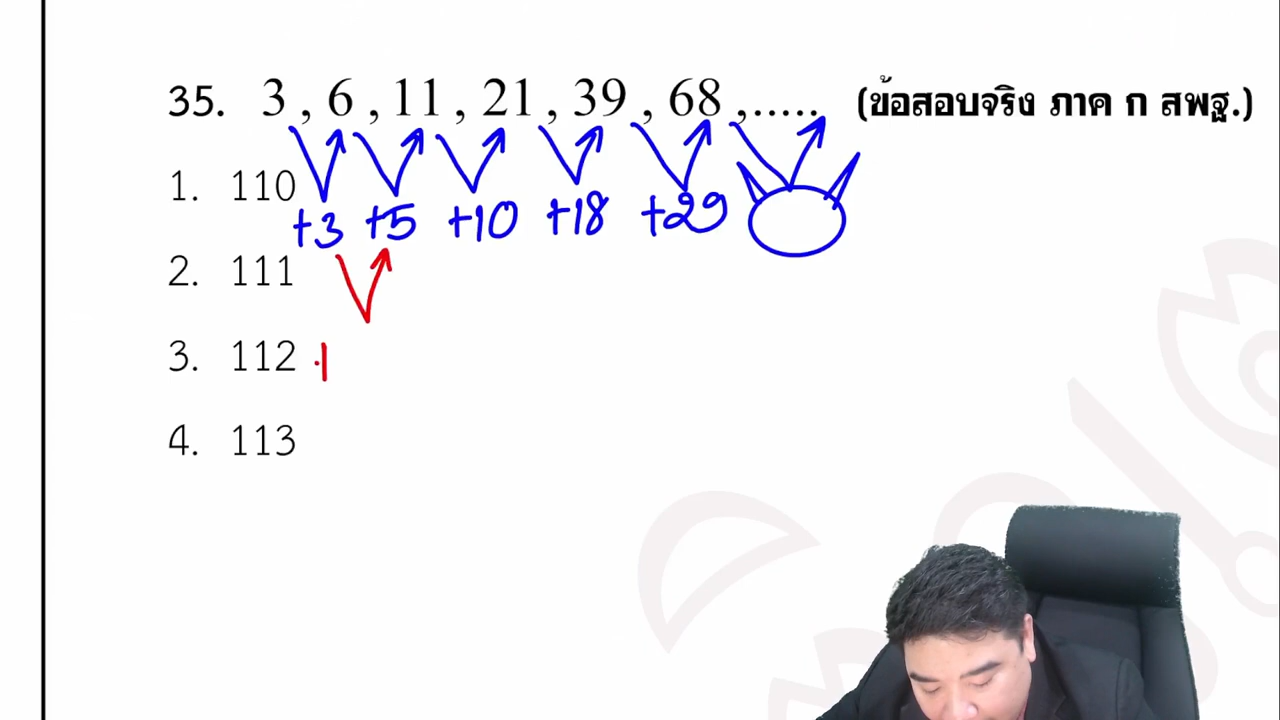 35. 3 , 6 , 11 , 21 , 39 , 68 ,..... (ข้อสอบจริง ภาค ก สพฐ.)
1. 110
+3 +5 +10 +18 +29
2. 111
3. 112
4. 113